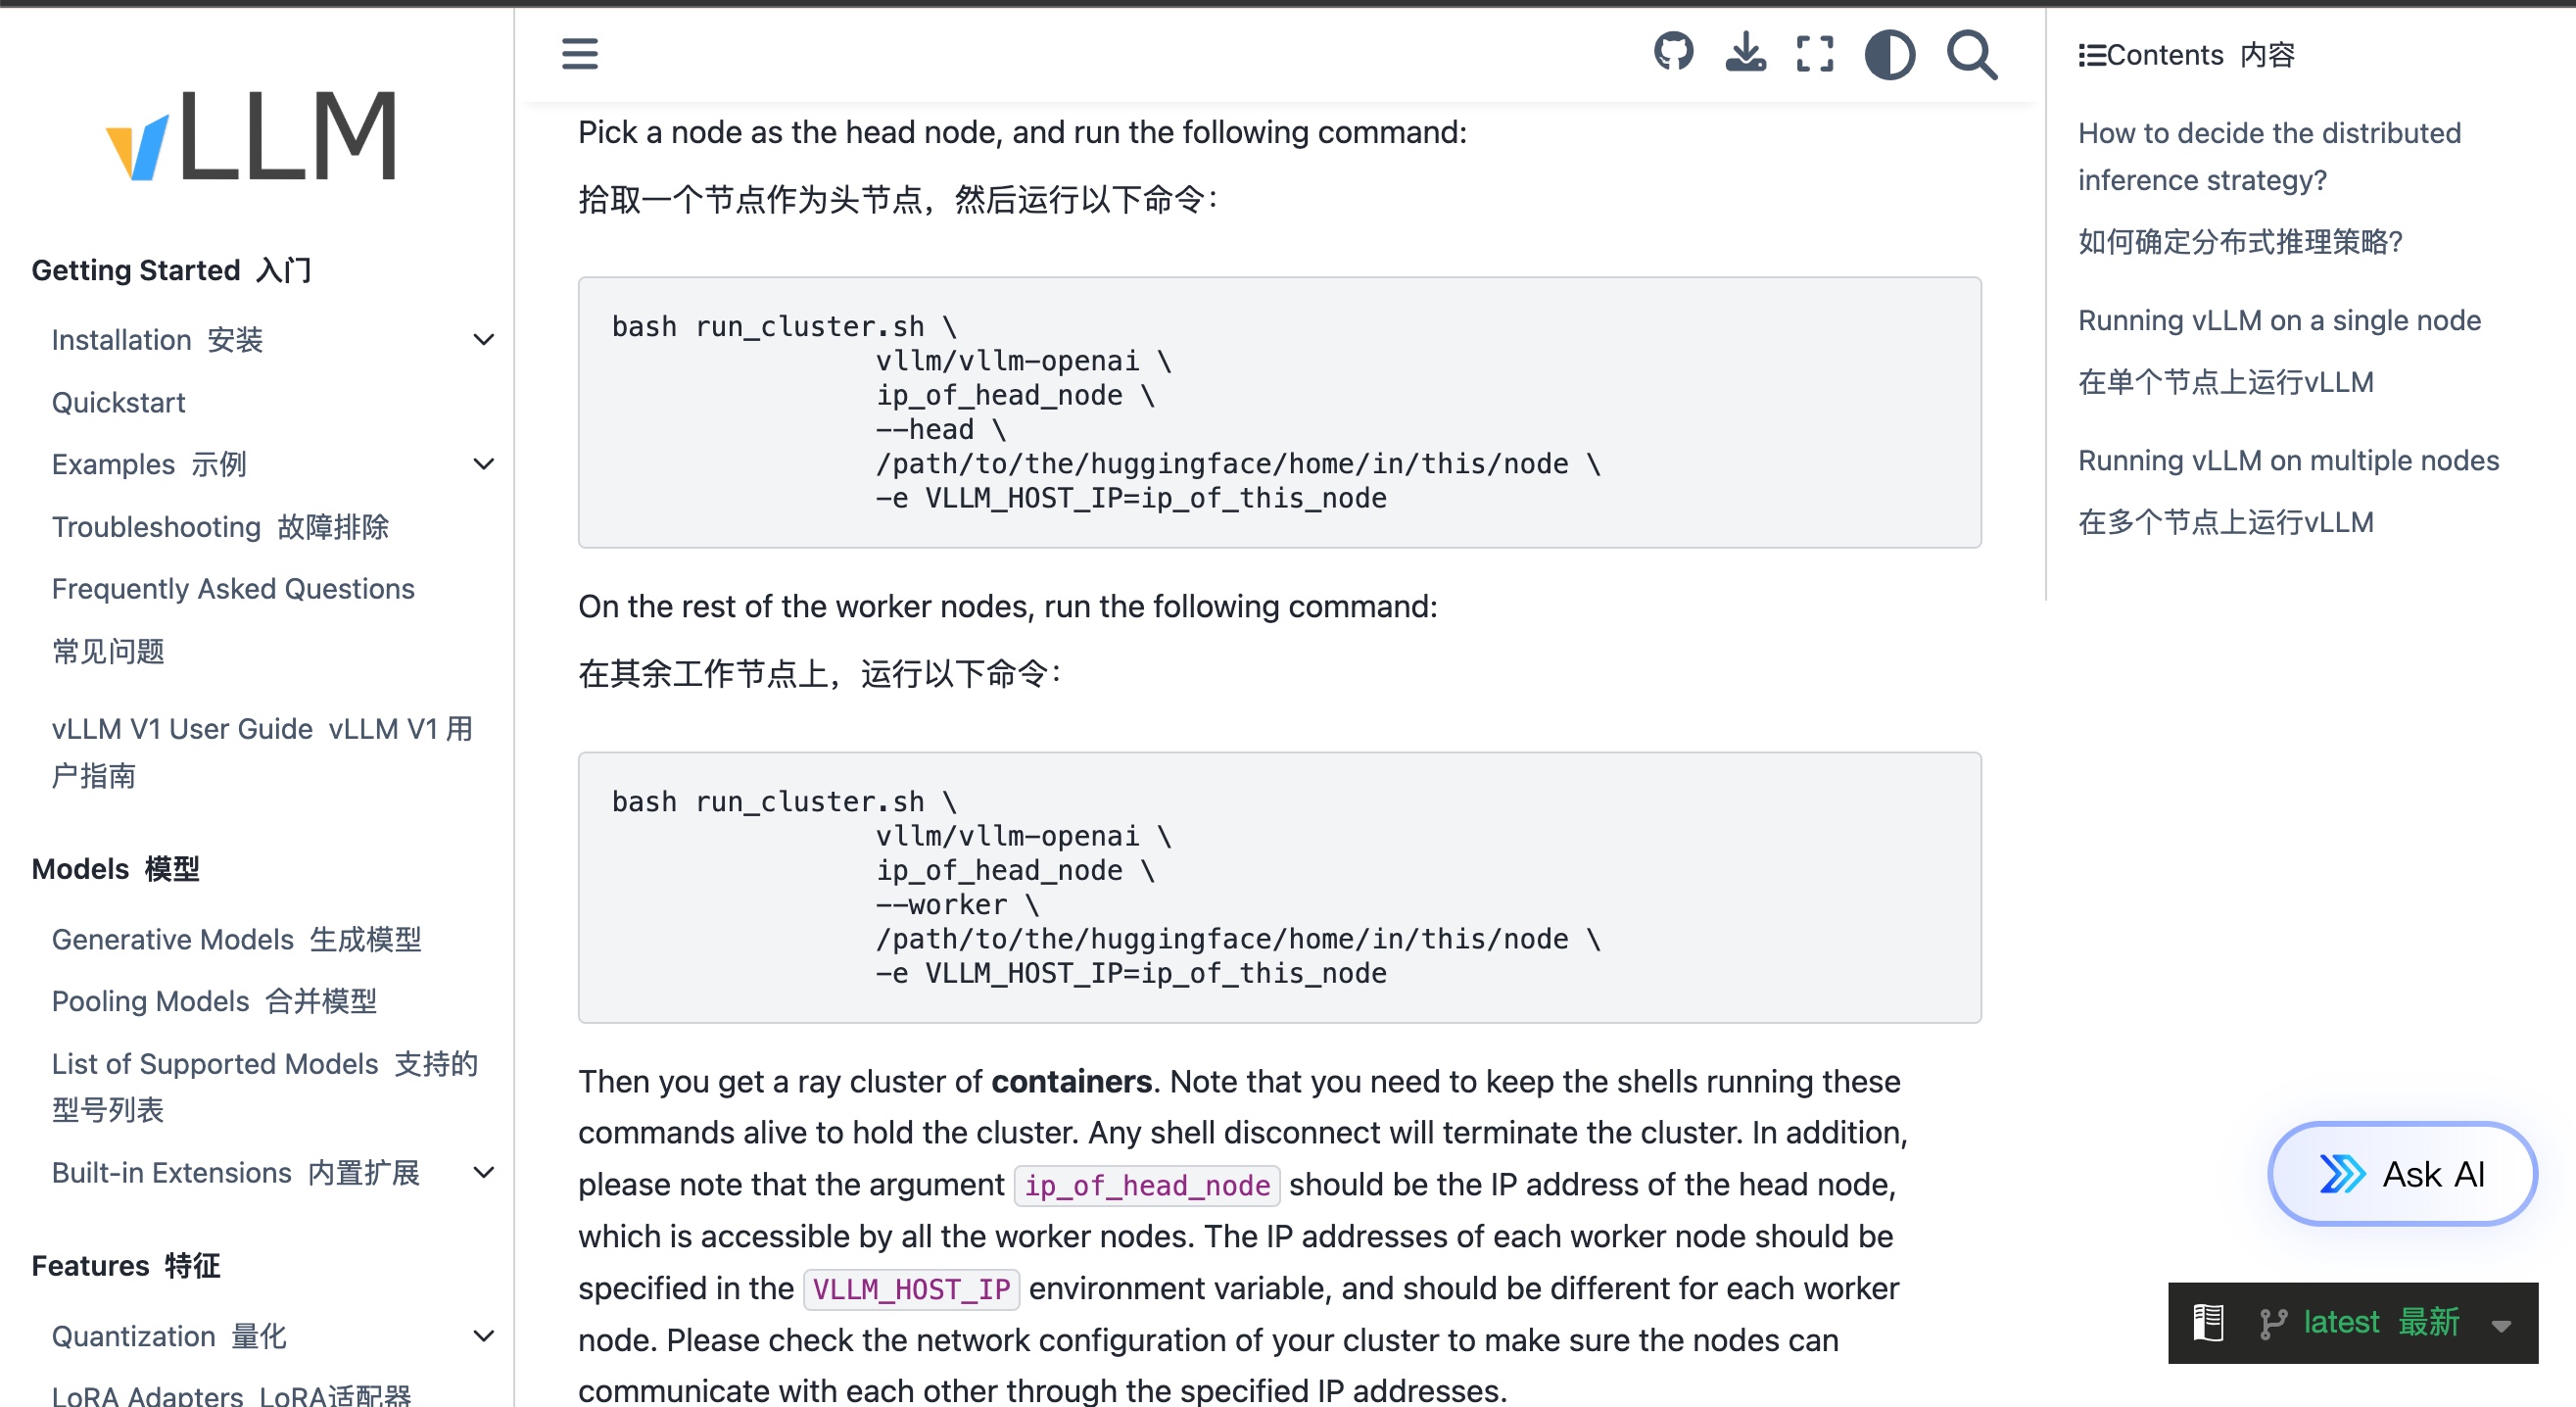 vLLM
Getting Started 入门
Installation 安装
Quickstart
Examples 示例
Troubleshooting 故障排除
Frequently Asked Questions
常见问题
vLLM V1 User Guide vLLM V1 用
户指南
Models 模型
Generative Models 生成模型
Pooling Models 合并模型
List of Supported Models 支持的
型号列表
Built-in Extensions 内置扩展
Features 特征
Quantization 量化
LoRA Adapters LoRA适配器
Pick a node as the head node, and run the following command:
拾取一个节点作为头节点，然后运行以下命令：
bash run_cluster.sh \
vllm/vllm-openai \
ip_of_head_node \
--head \
/path/to/the/huggingface/home/in/this/node \
-e VLLM_HOST_IP=ip_of_this_node
On the rest of the worker nodes, run the following command:
在其余工作节点上，运行以下命令：
bash run_cluster.sh \
vllm/vllm-openai \
ip_of_head_node \
--worker \
/path/to/the/huggingface/home/in/this/node \
-e VLLM_HOST_IP=ip_of_this_node
Then you get a ray cluster of containers. Note that you need to keep the shells running these
commands alive to hold the cluster. Any shell disconnect will terminate the cluster. In addition,
please note that the argument ip_of_head_node should be the IP address of the head node,
which is accessible by all the worker nodes. The IP addresses of each worker node should be
specified in the VLLM_HOST_IP environment variable, and should be different for each worker
node. Please check the network configuration of your cluster to make sure the nodes can
communicate with each other through the specified IP addresses.
Contents 内容
How to decide the distributed
inference strategy?
如何确定分布式推理策略？
Running vLLM on a single node
在单个节点上运行vLLM
Running vLLM on multiple nodes
在多个节点上运行vLLM
Ask AI
latest 最新